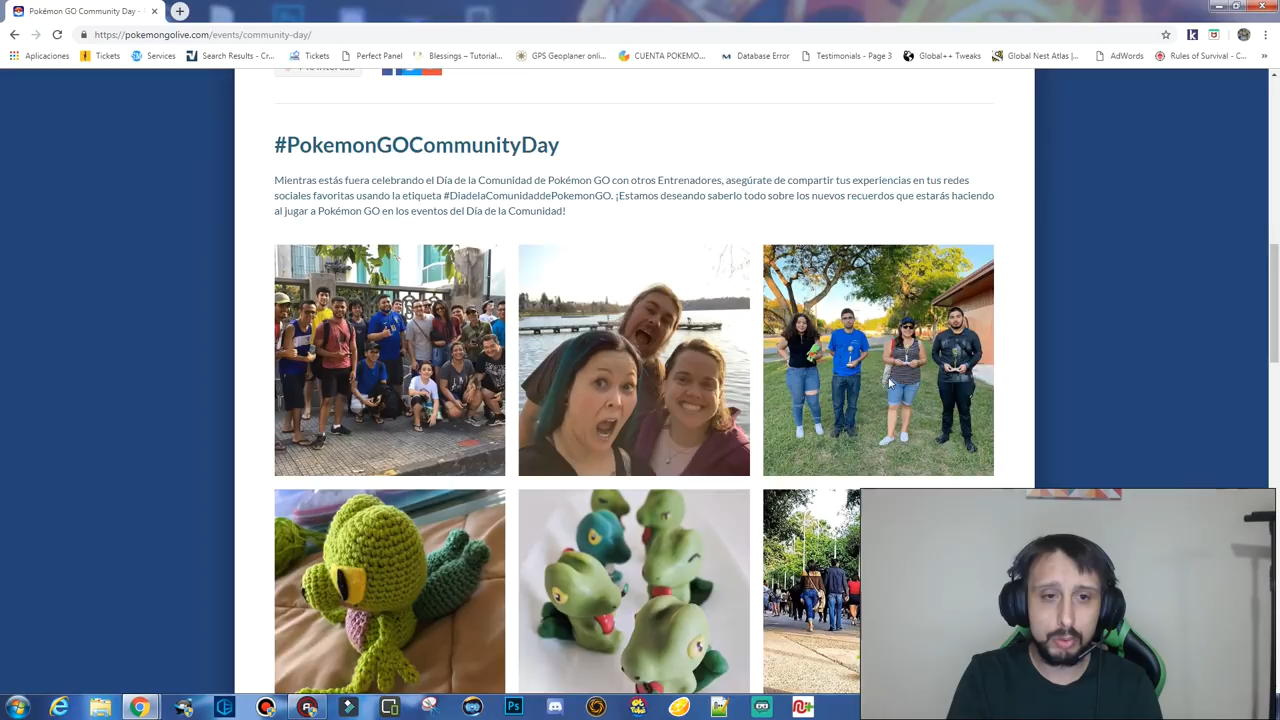 Pokémon GO Community Day -
https://pokemongolive.com/events/community-day/
Aplicaciones
Tickets
Services
Search Results - Cr...
Tickets
Perfect Panel
Blessings – Tutorial...
GPS Geoplaner onlin...
CUENTA POKEMO...
Database Error
Testimonials - Page 3
Global++ Tweaks
Global Nest Atlas |...
AdWords
Rules of Survival - C...
#PokemonGOCommunityDay
Mientras estás fuera celebrando el Día de la Comunidad de Pokémon GO con otros Entrenadores, asegúrate de compartir tus experiencias en tus redes
sociales favoritas usando la etiqueta #DiadelaComunidaddePokemonGO. ¡Estamos deseando saberlo todo sobre los nuevos recuerdos que estarás haciendo
al jugar a Pokémon GO en los eventos del Día de la Comunidad!